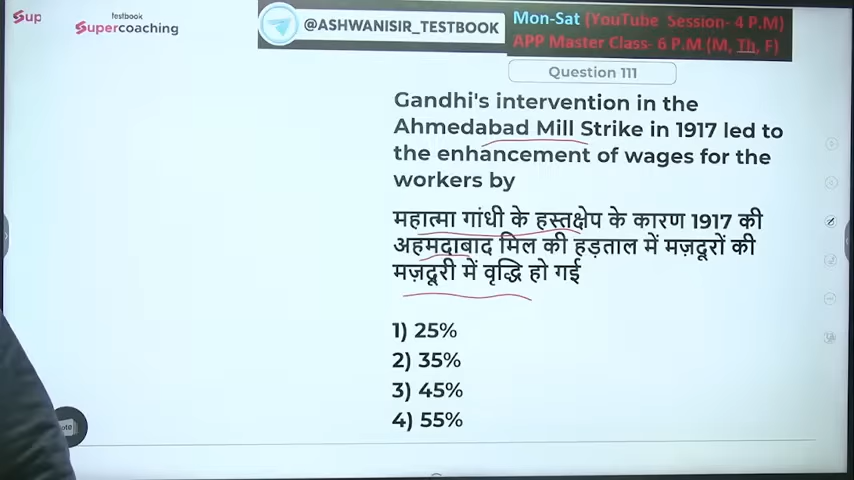 Sup
testbook
Supercoaching
@ASHWANISIR_TESTBOOK
Mon-Sat (YouTube Session- 4 P.M)
APP Master Class- 6 P.M (M, Th, F)
Question 111
Gandhi's intervention in the
Ahmedabad Mill Strike in 1917 led to
the enhancement of wages for the
workers by
महात्मा गांधी के हस्तक्षेप के कारण 1917 की
अहमदाबाद मिल की हड़ताल में मज़दूरों की
मज़दूरी में वृद्धि हो गई
1) 25%
2) 35%
3) 45%
4) 55%